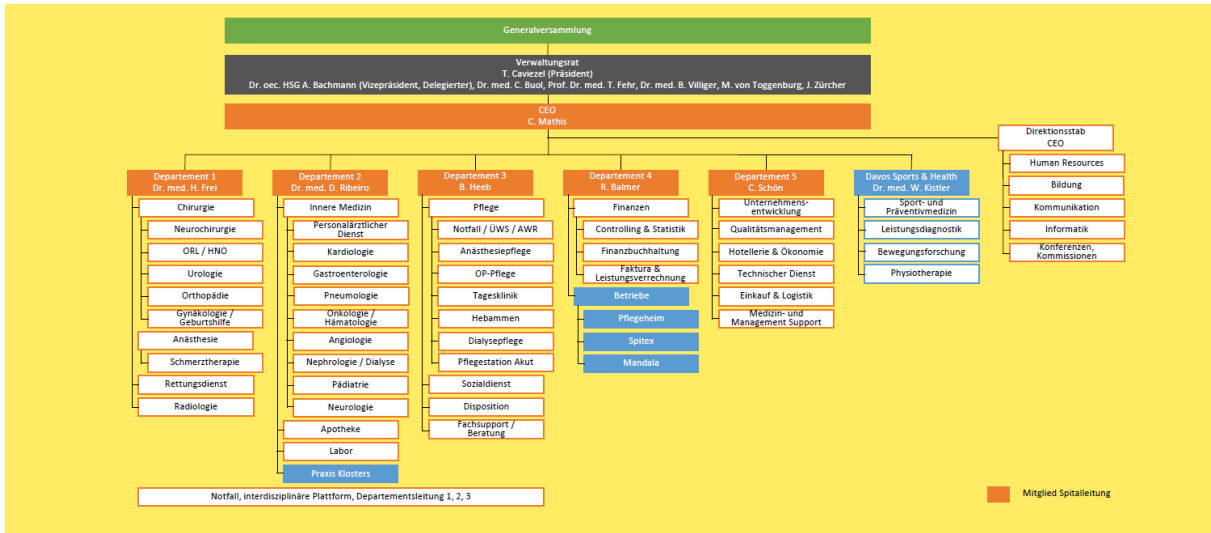 Generalversammlung
Verwaltungsrat
T. Caviezel (Präsident)
Dr. oec. HSG A. Bachmann (Vizepräsident, Delegierter), Dr. med. C. Buol, Prof. Dr. med. T. Fehr, Dr. med. B. Villiger, M. von Toggenburg, J. Zürcher
CEO
C. Mathis
Direktionsstab
CEO
Human Resources
Bildung
Kommunikation
Informatik
Konferenzen,
Kommissionen
Departement 1
Dr. med. H. Frei
Chirurgie
Neurochirurgie
ORL / HNO
Urologie
Orthopädie
Gynäkologie /
Geburtshilfe
Anästhesie
Schmerztherapie
Rettungsdienst
Radiologie
Departement 2
Dr. med. D. Ribeiro
Innere Medizin
Personalärztlicher
Dienst
Kardiologie
Gastroenterologie
Pneumologie
Onkologie /
Hämatologie
Angiologie
Nephrologie / Dialyse
Pädiatrie
Neurologie
Apotheke
Labor
Praxis Klosters
Departement 3
B. Heeb
Pflege
Notfall / ÜWS / AWR
Anästhesiepflege
OP-Pflege
Tagesklinik
Hebammen
Dialysepflege
Pflegestation Akut
Sozialdienst
Disposition
Fachsupport /
Beratung
Departement 4
R. Balmer
Finanzen
Controlling & Statistik
Finanzbuchhaltung
Faktura &
Leistungsverrechnung
Betriebe
Pflegeheim
Spitex
Mandala
Departement 5
C. Schön
Unternehmens-
entwicklung
Qualitätsmanagement
Hotellerie & Ökonomie
Technischer Dienst
Einkauf & Logistik
Medizin- und
Management Support
Davos Sports & Health
Dr. med. W. Kistler
Sport- und
Präventivmedizin
Leistungsdiagnostik
Bewegungsforschung
Physiotherapie
Notfall, interdisziplinäre Plattform, Departementsleitung 1, 2, 3
Mitglied Spitalleitung